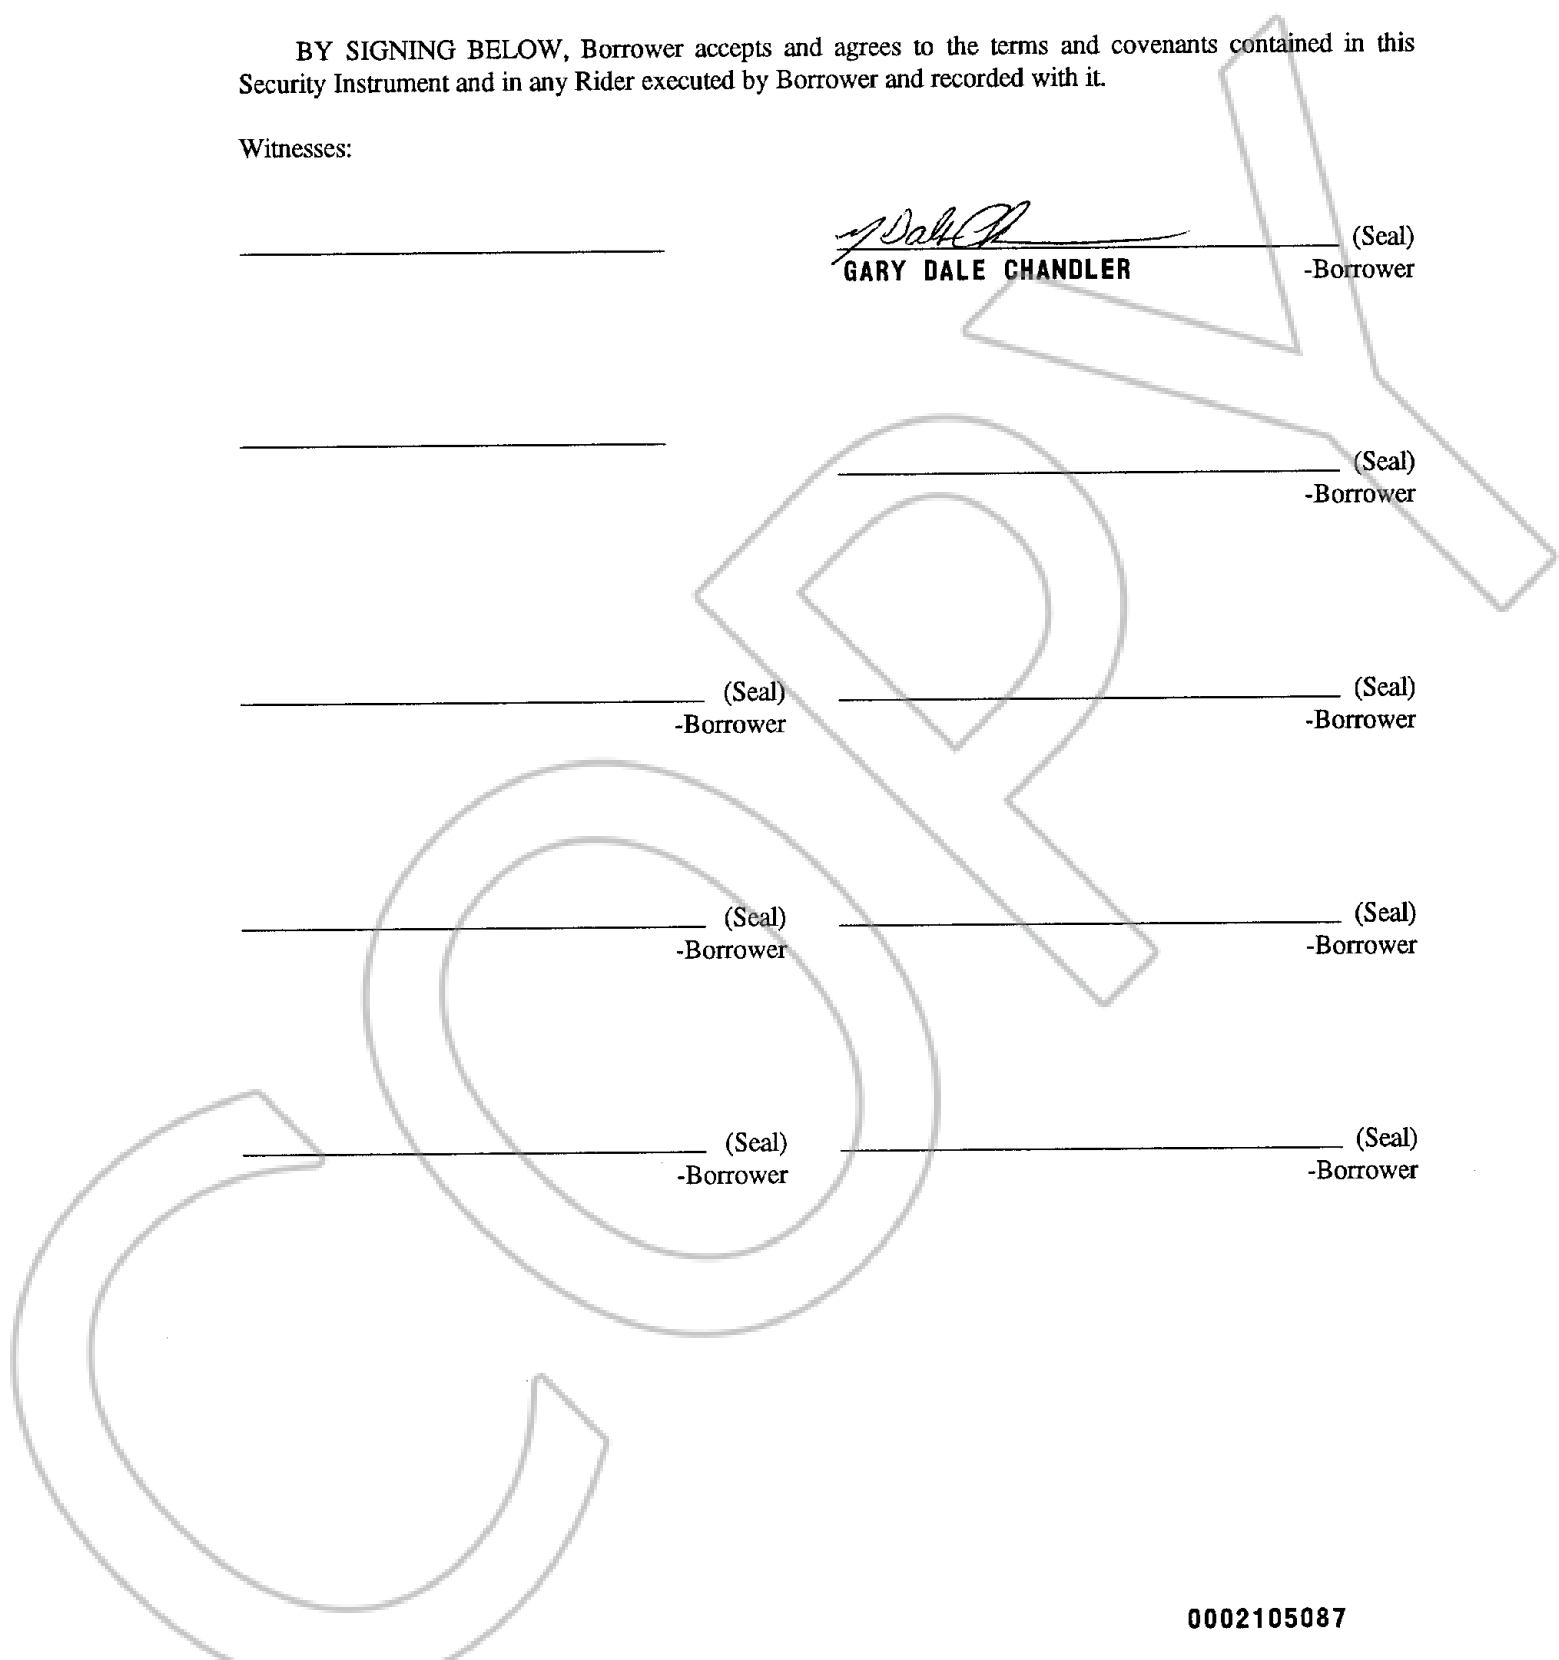 BY SIGNING BELOW, Borrower accepts and agrees to the terms and covenants contained in this
Security Instrument and in any Rider executed by Borrower and recorded with it.
Witnesses:
(Seal)
GARY DALE CHANDLER -Borrower
(Seal)
-Borrower
(Seal) (Seal)
-Borrower -Borrower
(Seal) (Seal)
-Borrower -Borrower
(Seal) (Seal)
-Borrower -Borrower
COPY
0002105087